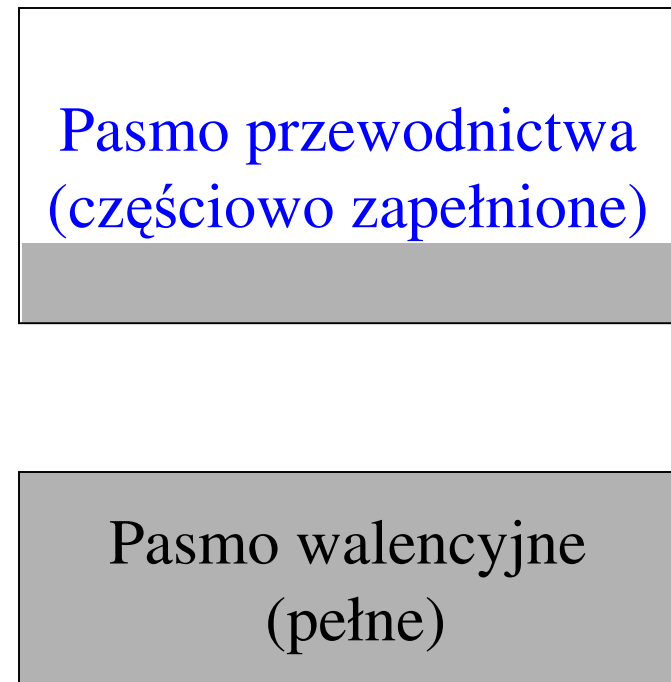 Pasmo przewodnictwa
(częściowo zapełnione)
Pasmo walencyjne
(pełne)